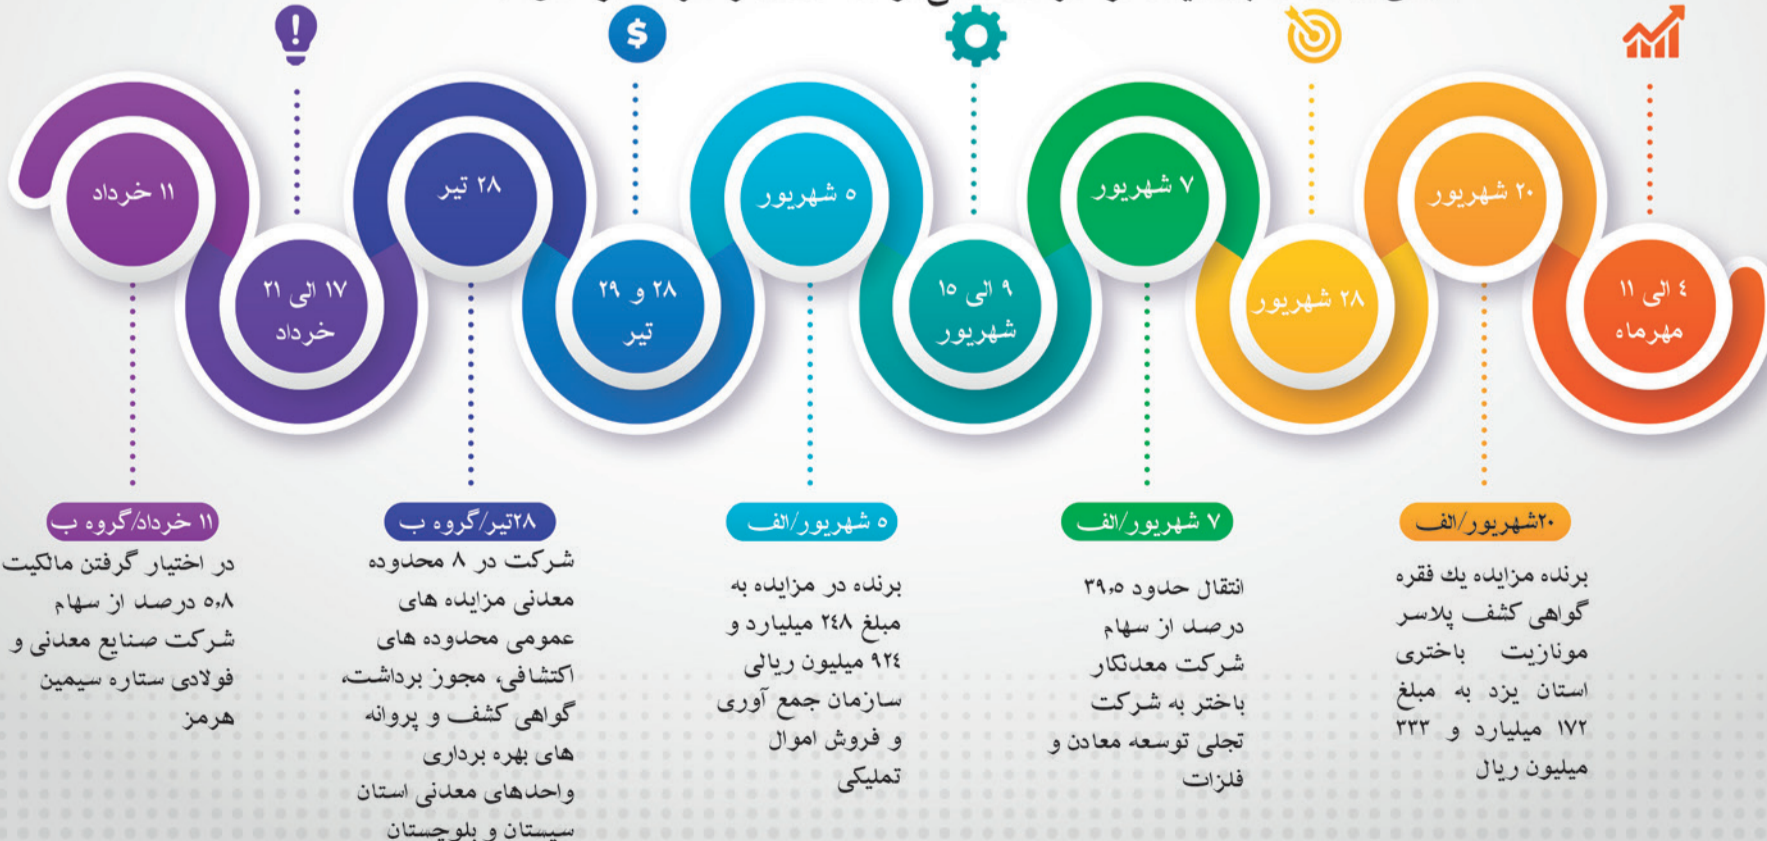 ۱۱ خرداد
۱۷ الی ۲۱
خرداد
۲۸ تیر
۲۸ و ۲۹
تیر
۵ شهریور
۹ الی ۱۵
شهریور
۷ شهریور
۲۸ شهریور
۲۰ شهریور
٤ الی ۱۱
مهرماه
۱۱ خرداد/گروه ب
در اختیار گرفتن مالکیت
۵,۸ درصد از سهام
شرکت صنایع معدنی و
فولادی ستاره سیمین
هرمز
۲۸تیر/گروه ب
شرکت در ۸ محدوده
معدنی مزایده های
عمومی محدوده های
اکتشافی، مجوز برداشت،
گواهی کشف و پروانه
های بهره برداری
واحدهای معدنی استان
سیستان و بلوچستان
۵ شهریور/الف
برنده در مزایده به
مبلغ ۲٤۸ میلیارد و
۹۲٤ میلیون ریالی
سازمان جمع آوری
و فروش اموال
تملیکی
۷ شهریور/الف
انتقال حدود ۳۹,۵
درصد از سهام
شرکت معدنکار
باختر به شرکت
تجلی توسعه معادن و
فلزات
۲۰شهریور/الف
برنده مزایده یك فقره
گواهی کشف پلاسر
مونازیت باختری
استان یزد به مبلغ
۱۷۲ میلیارد و ۳۳۳
میلیون ریال